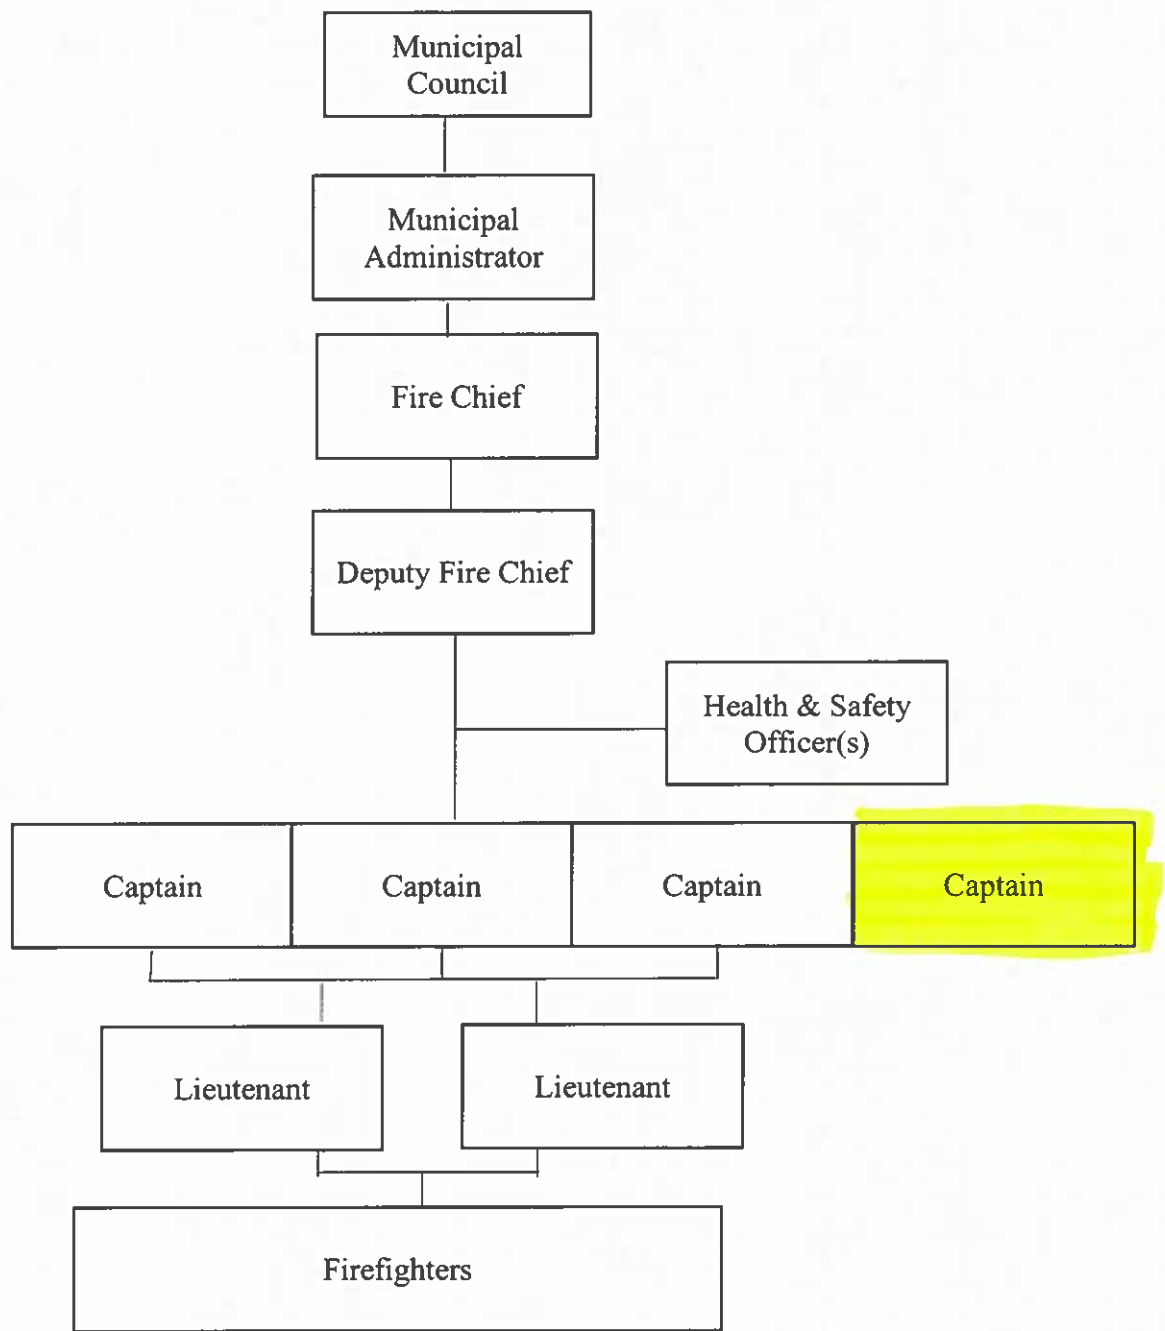 Municipal
Council
Municipal
Administrator
Fire Chief
Deputy Fire Chief
Health & Safety
Officer(s)
Captain
Captain
Captain
Captain
Lieutenant
Lieutenant
Firefighters